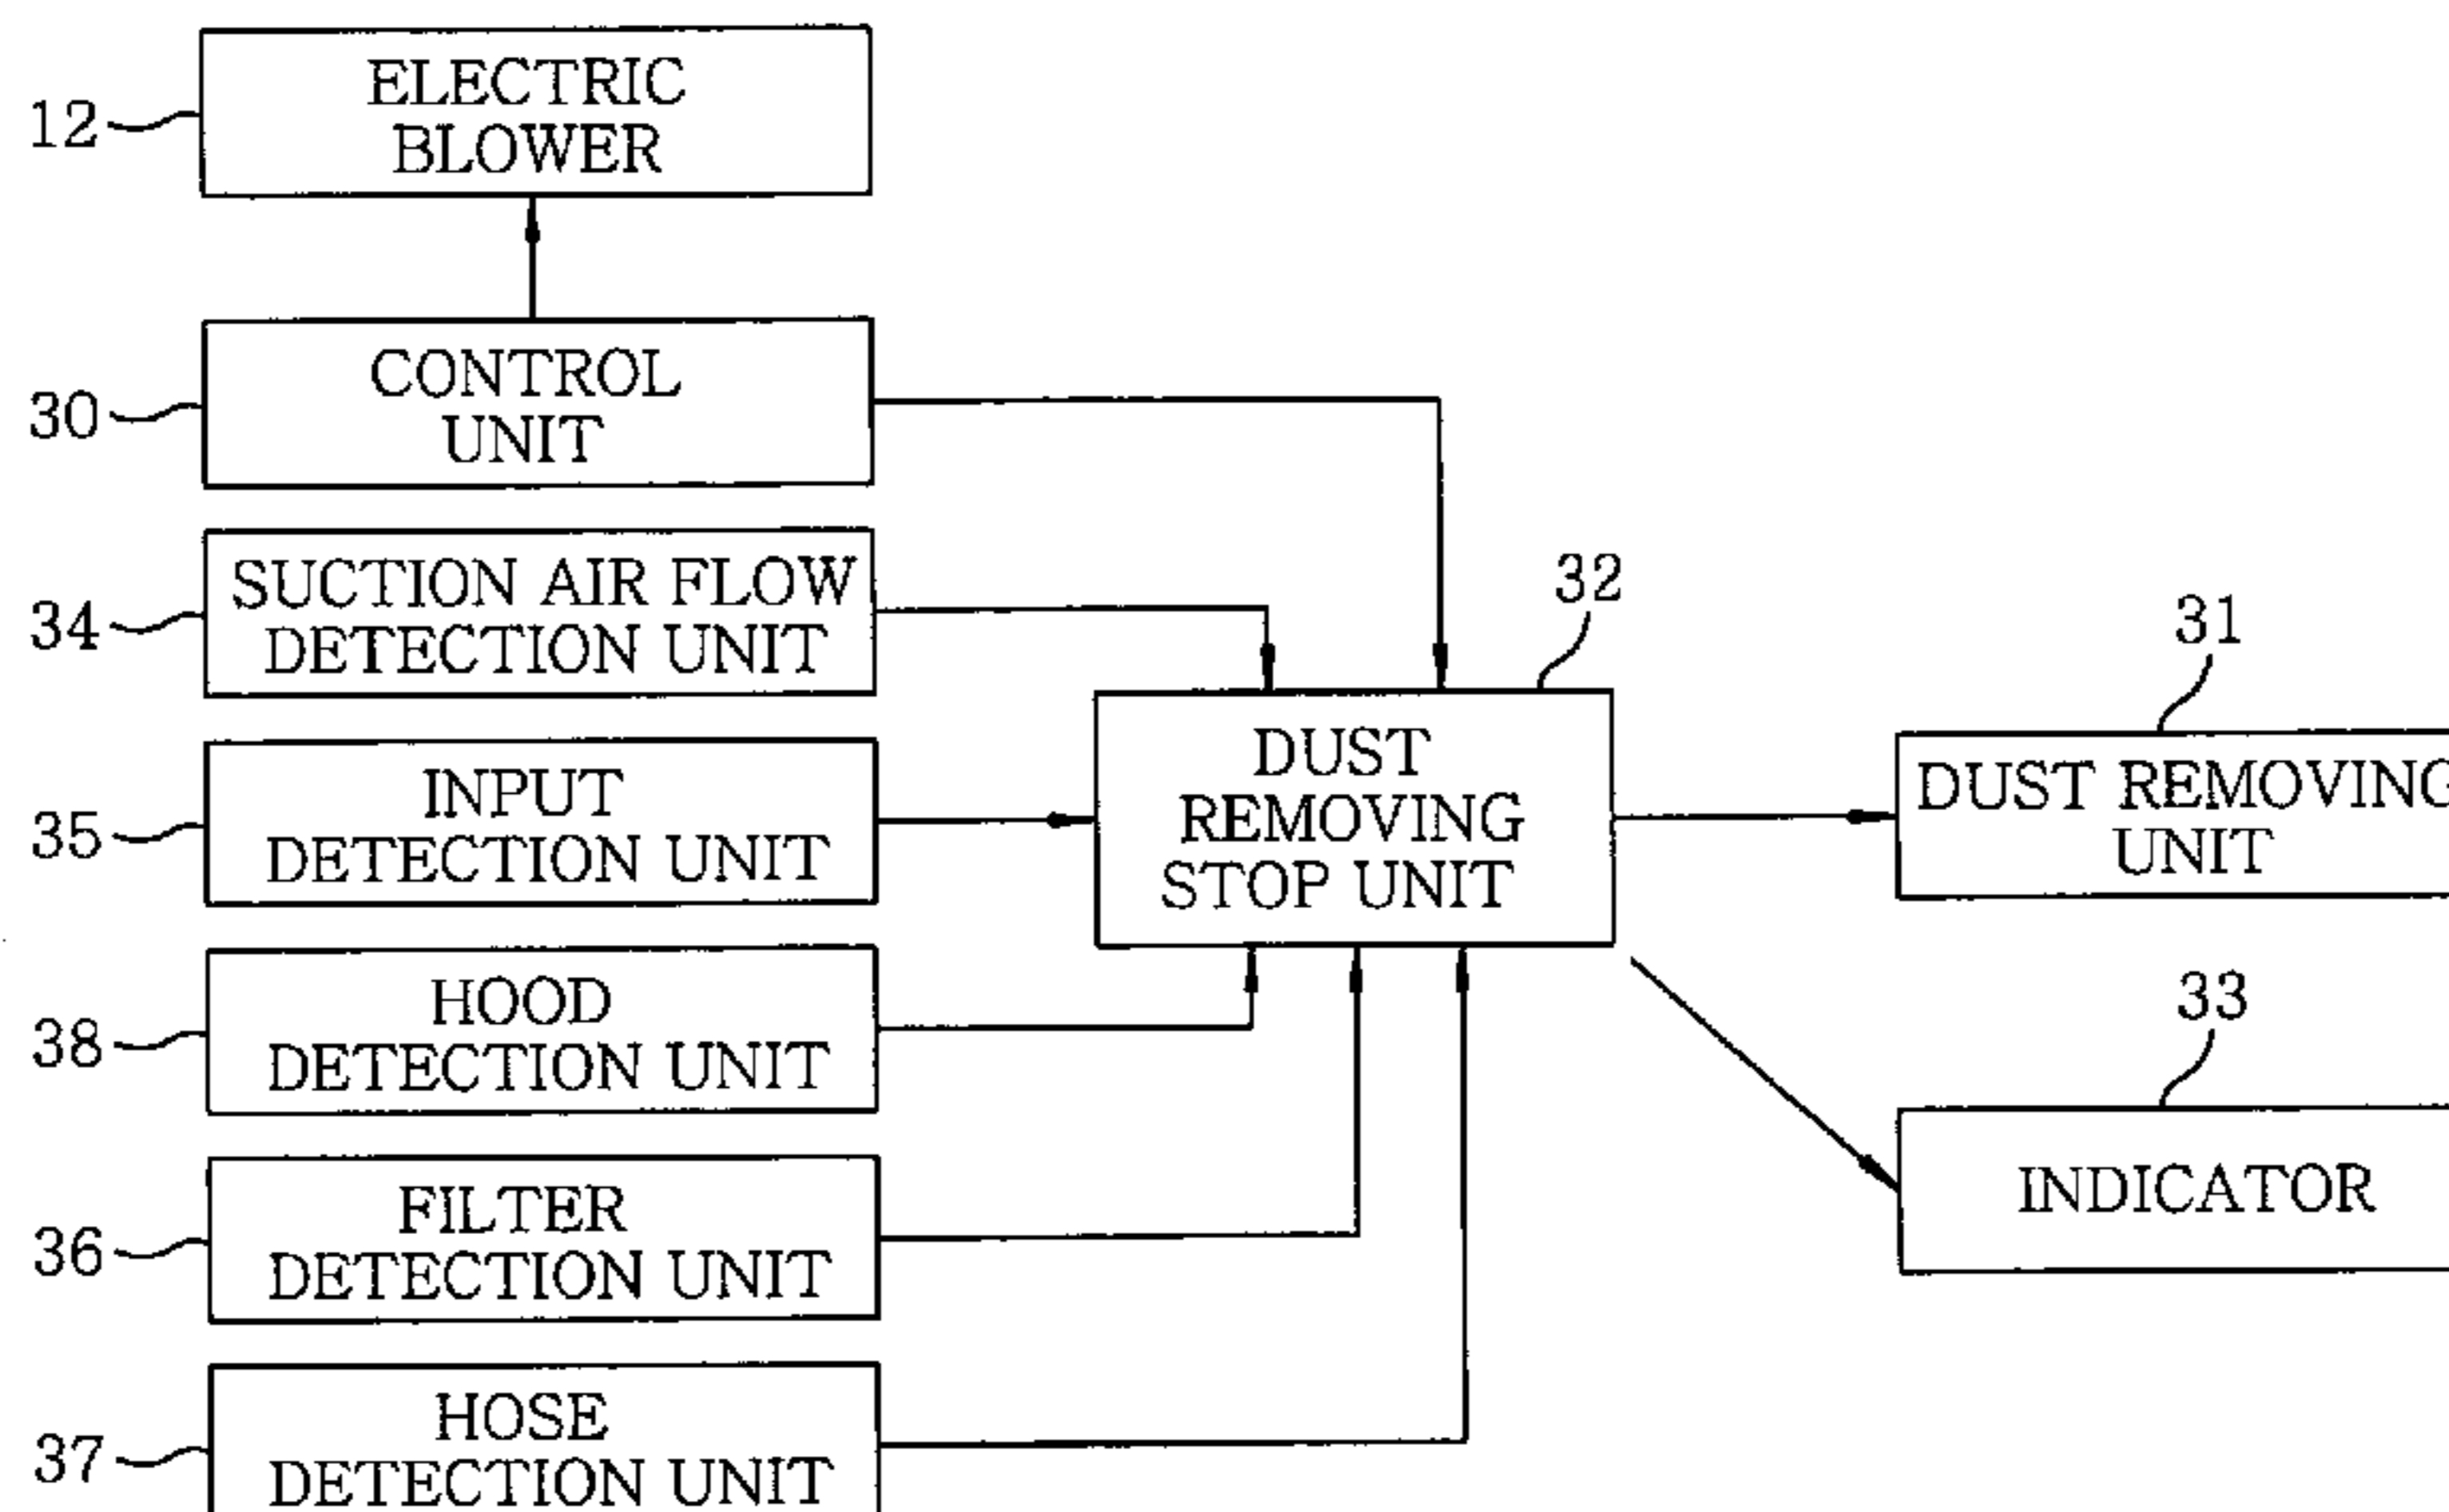 12
ELECTRIC
BLOWER
30
CONTROL
UNIT
34
SUCTION AIR FLOW
DETECTION UNIT
35
INPUT
DETECTION UNIT
38
HOOD
DETECTION UNIT
36
FILTER
DETECTION UNIT
37
HOSE
DETECTION UNIT
32
DUST
REMOVING
STOP UNIT
31
DUST REMOVING
UNIT
33
INDICATOR